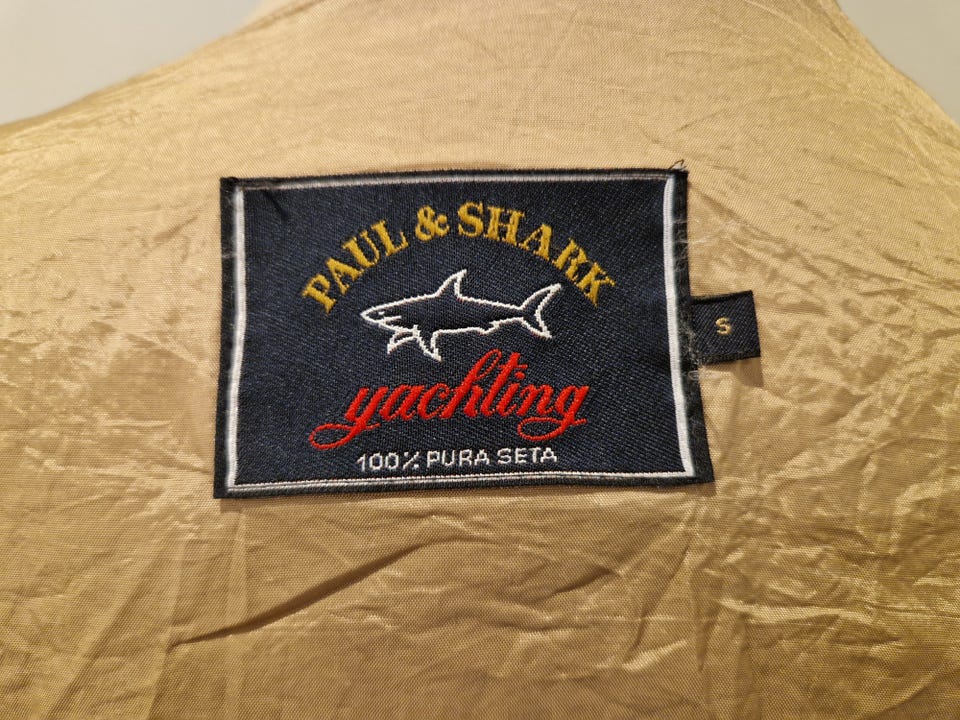 PAUL & SHARK
yachting
100% PURA SETA
S